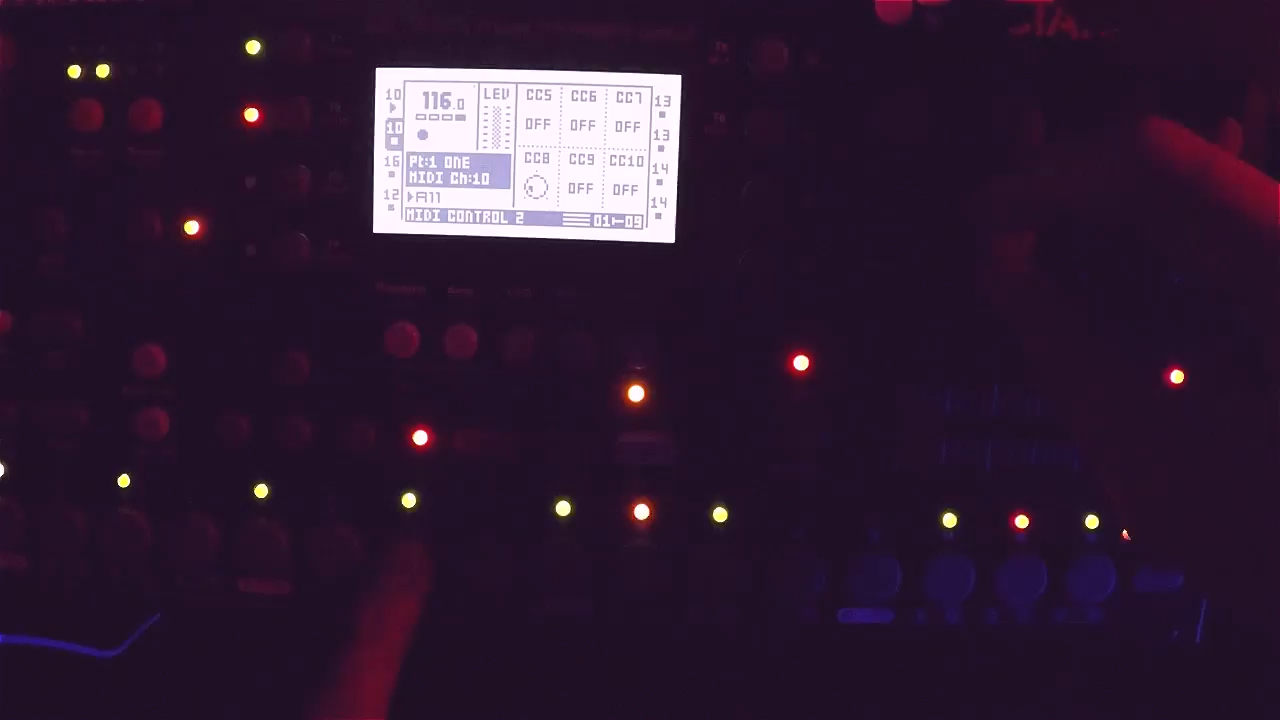 10 116.0 LEV CC5 CC6 CC7 13
10 OFF OFF OFF 13
16 Pt:1 OnE CC8 CC9 CC10 14
MIDI Ch:10 OFF OFF 14
12 All
MIDI CONTROL 2 01 09